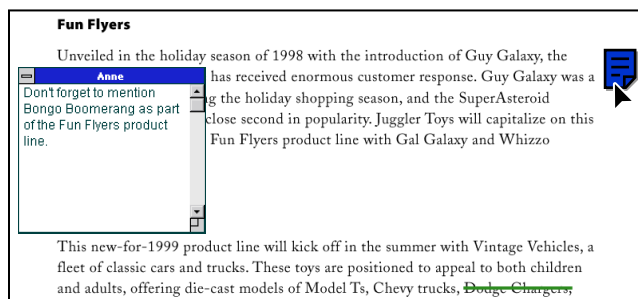 Fun Flyers
Unveiled in the holiday season of 1998 with the introduction of Guy Galaxy, the
Anne
has received enormous customer response. Guy Galaxy was a
Don't forget to mention
Bongo Boomerang as part
of the Fun Flyers product
line.
the holiday shopping season, and the SuperAsteroid
close second in popularity. Juggler Toys will capitalize on this
Fun Flyers product line with Gal Galaxy and Whizzo
This new-for-1999 product line will kick off in the summer with Vintage Vehicles, a
fleet of classic cars and trucks. These toys are positioned to appeal to both children
and adults, offering die-cast models of Model Ts, Chevy trucks, Dodge Chargers,